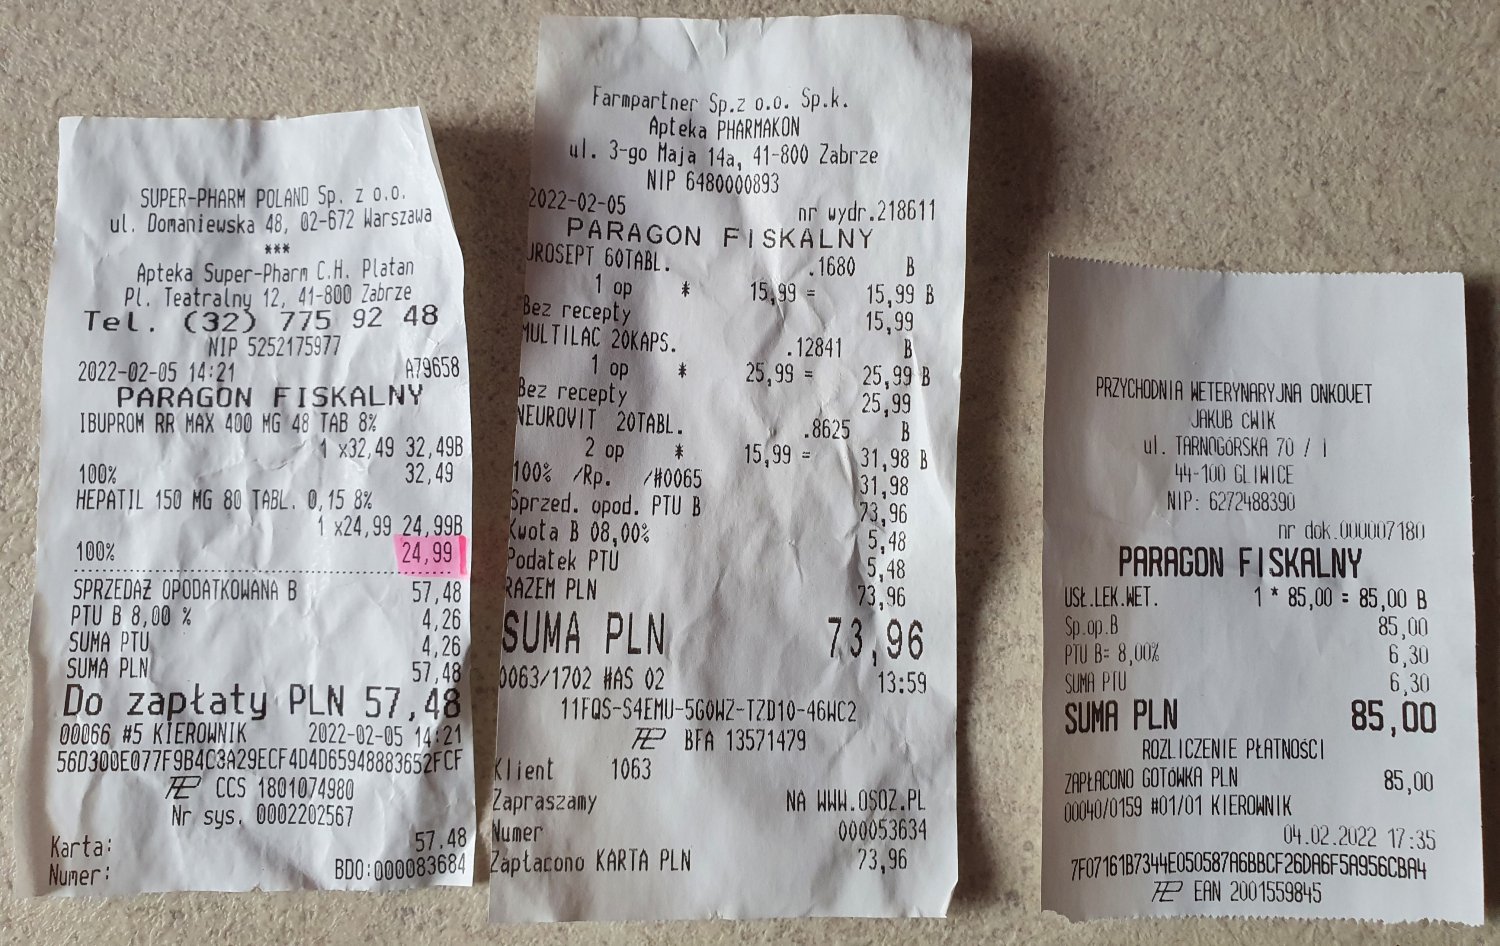 SUPER-PHARM POLAND Sp. z o.o.
ul. Domaniewska 48, 02-672 Warszawa
***
Apteka Super-Pharm C.H. Platan
Pl. Teatralny 12, 41-800 Zabrze
Tel. (32) 775 92 48
NIP 5252175977
2022-02-05 14:21 A79658
PARAGON FISKALNY
IBUPROM RR MAX 400 MG 48 TAB 8%
1 x32,49 32,49B
100% 32,49
HEPATIL 150 MG 80 TABL. 0,15 8%
1 x24,99 24,99B
100% 24,99
SPRZEDAŻ OPODATKOWANA B 57,48
PTU B 8,00 % 4,26
SUMA PTU 4,26
SUMA PLN 57,48
Do zapłaty PLN 57,48
00066 #5 KIEROWNIK 2022-02-05 14:21
56D300E077F9B4C3A29ECF4D4D65948883652FCF
CCS 1801074980
Nr sys. 0002202567
Karta: 57.48
Numer: BDO:000083684
Farmpartner Sp.z o.o. Sp.k.
Apteka PHARMAKON
ul. 3-go Maja 14a, 41-800 Zabrze
NIP 6480000893
2022-02-05 nr wydr.218611
PARAGON FISKALNY
UROSEPT 60TABL. .1680 B
1 op * 15,99 = 15,99 B
Bez recepty 15,99
MULTILAC 20KAPS. .12841 B
1 op * 25,99 = 25,99 B
Bez recepty 25,99
NEUROVIT 20TABL. .8625 B
2 op * 15,99 = 31,98 B
100% /Rp. /#0065 31,98
Sprzed. opod. PTU B 73,96
Kwota B 08,00% 5,48
Podatek PTU 5,48
RAZEM PLN 73,96
SUMA PLN 73,96
0063/1702 #AS 02 13:59
11FQS-S4EMU-5GOWZ-TZD10-46WC2
BFA 13571479
Klient 1063
Zapraszamy NA WWW.OSOZ.PL
Numer 000053634
Zapłacono KARTA PLN 73,96
PRZYCHODNIA WETERYNARYJNA ONKOVET
JAKUB CWIK
ul. TARNOGÓRSKA 70 / I
44-100 GLIWICE
NIP: 6272488390
nr dok.000007180
PARAGON FISKALNY
USŁ.LEK.WET. 1 * 85,00 = 85,00 B
Sp.op.B 85,00
PTU B= 8,00% 6,30
SUMA PTU 6,30
SUMA PLN 85,00
ROZLICZENIE PŁATNOŚCI
ZAPŁACONO GOTÓWKA PLN 85,00
00040/0159 #01/01 KIEROWNIK
04.02.2022 17:35
7F07161B7344E050587A6BBCF26DA6F5A956CBA4
EAN 2001559845